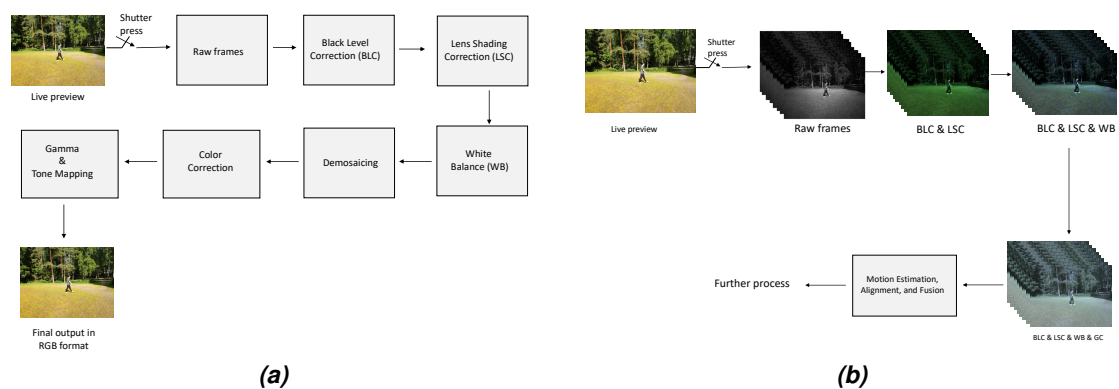 Shutter
press
Live preview
Raw frames
Black Level
Correction (BLC)
Lens Shading
Correction (LSC)
White
Balance (WB)
Demosaicing
Color
Correction
Gamma
&
Tone Mapping
Final output in
RGB format
(a)
Shutter
press
Live preview
Raw frames
BLC & LSC
BLC & LSC & WB
BLC & LSC & WB & GC
Motion Estimation,
Alignment, and Fusion
Further process
(b)